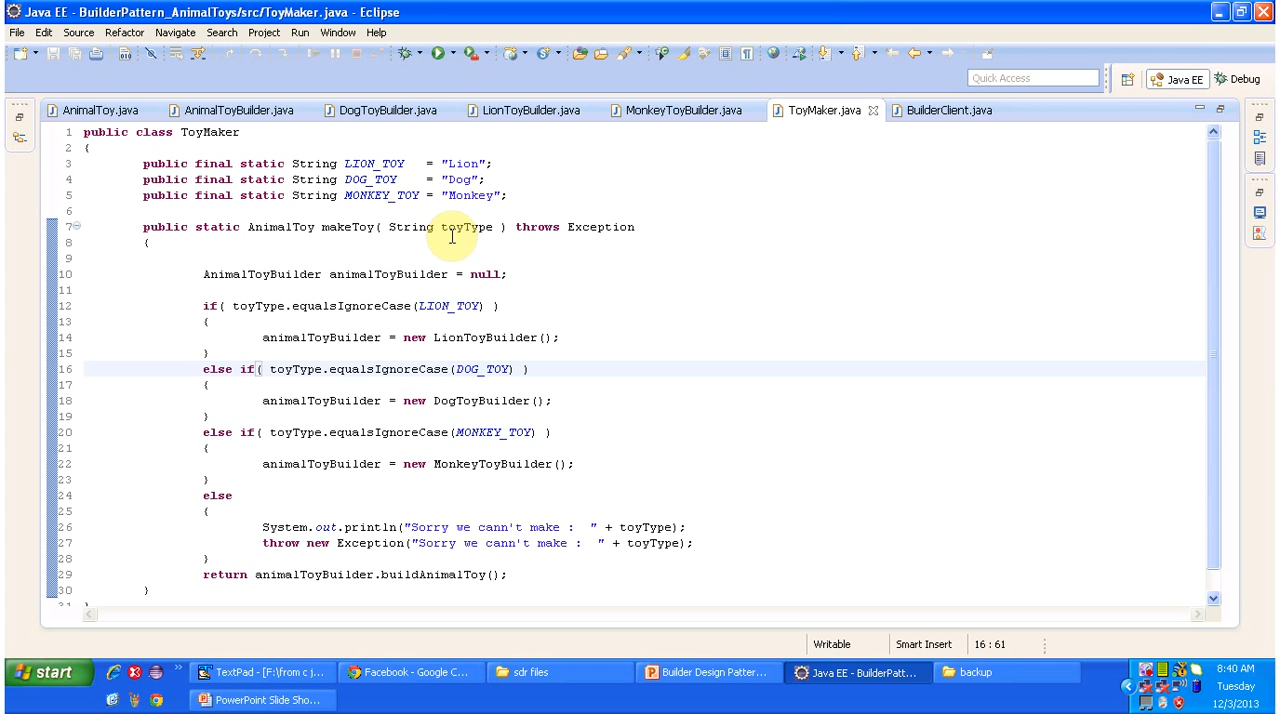 Java EE - BuilderPattern_AnimalToys/src/ToyMaker.java - Eclipse
File Edit Source Refactor Navigate Search Project Run Window Help
Quick Access Java EE Debug
AnimalToy.java AnimalToyBuilder.java DogToyBuilder.java LionToyBuilder.java MonkeyToyBuilder.java ToyMaker.java BuilderClient.java
1 public class ToyMaker
2 {
3 public final static String LION_TOY = "Lion";
4 public final static String DOG_TOY = "Dog";
5 public final static String MONKEY_TOY = "Monkey";
6
7 public static AnimalToy makeToy( String toyType ) throws Exception
8 {
9
10 AnimalToyBuilder animalToyBuilder = null;
11
12 if( toyType.equalsIgnoreCase(LION_TOY) )
13 {
14 animalToyBuilder = new LionToyBuilder();
15 }
16 else if( toyType.equalsIgnoreCase(DOG_TOY) )
17 {
18 animalToyBuilder = new DogToyBuilder();
19 }
20 else if( toyType.equalsIgnoreCase(MONKEY_TOY) )
21 {
22 animalToyBuilder = new MonkeyToyBuilder();
23 }
24 else
25 {
26 System.out.println("Sorry we cann't make :  " + toyType);
27 throw new Exception("Sorry we cann't make :  " + toyType);
28 }
29 return animalToyBuilder.buildAnimalToy();
30 }
31 }
Writable Smart Insert 16 : 61
start TextPad - [F:\from c j... Facebook - Google C... sdr files Builder Design Pattern... Java EE - BuilderPatt... backup 8:40 AM
Tuesday
PowerPoint Slide Sho... 12/3/2013